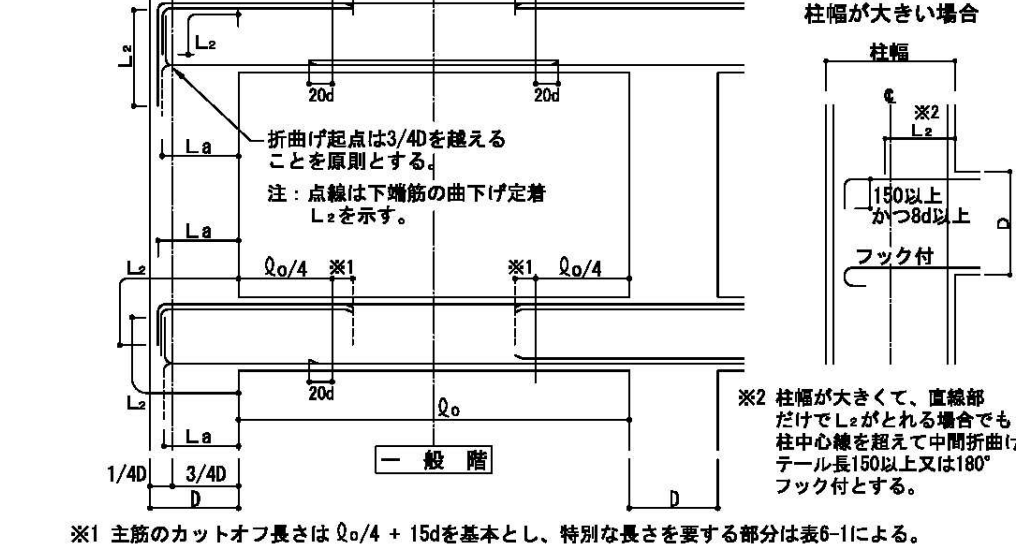 柱幅が大きい場合
L₂
L₂
柱幅
20d
20d
℄
※2
L₂
折曲げ起点は3/4Dを越える
ことを原則とする。
La
注：点線は下端筋の曲下げ定着
L₂を示す。
150以上
かつ8d以上
D
La
フック付
L₂
ℓo/4
※1
※1
ℓo/4
20d
L₂
ℓo
※2 柱幅が大きくて、直線部
だけでL₂がとれる場合でも
柱中心線を超えて中間折曲げ
テール長150以上又は180°
フック付とする。
La
一般階
1/4D
3/4D
D
D
※1 主筋のカットオフ長さは ℓo/4 + 15dを基本とし、特別な長さを要する部分は表6-1による。